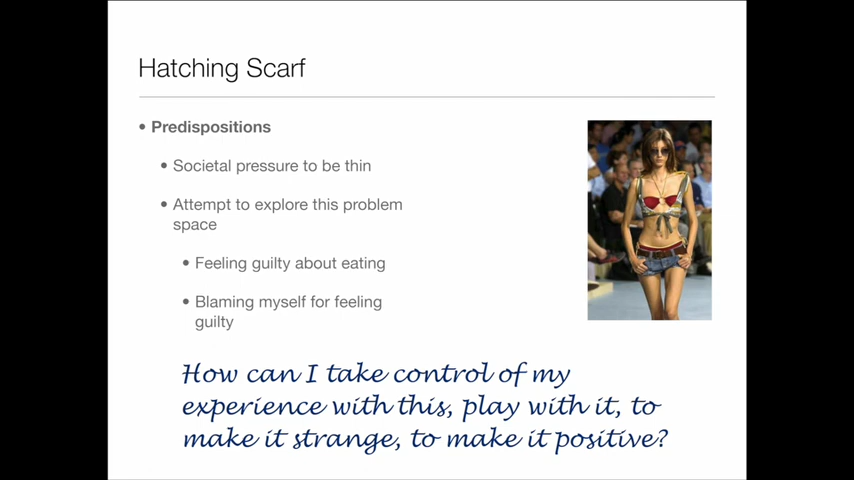 Hatching Scarf
• Predispositions
• Societal pressure to be thin
• Attempt to explore this problem
space
• Feeling guilty about eating
• Blaming myself for feeling
guilty
How can I take control of my
experience with this, play with it, to
make it strange, to make it positive?